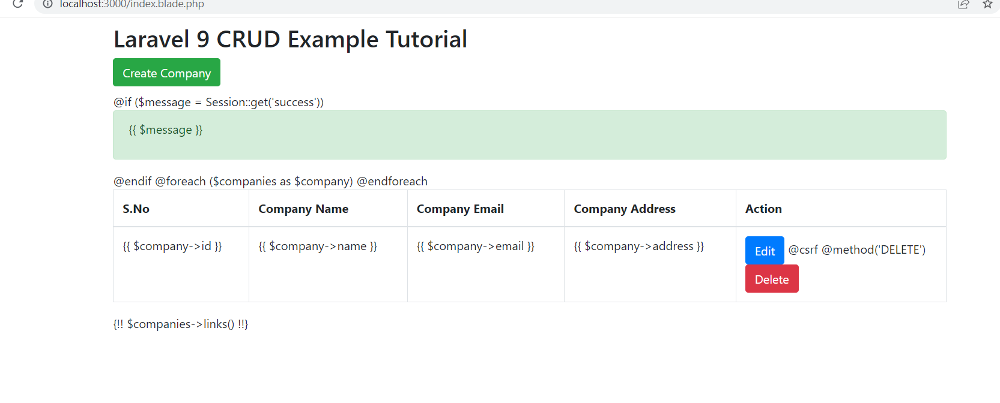 localhost:3000/index.blade.php
Laravel 9 CRUD Example Tutorial
Create Company
@if ($message = Session::get('success'))
{{ $message }}
@endif @foreach ($companies as $company) @endforeach
S.No Company Name Company Email Company Address Action
{{ $company->id }} {{ $company->name }} {{ $company->email }} {{ $company->address }} Edit @csrf @method('DELETE')
Delete
{!! $companies->links() !!}